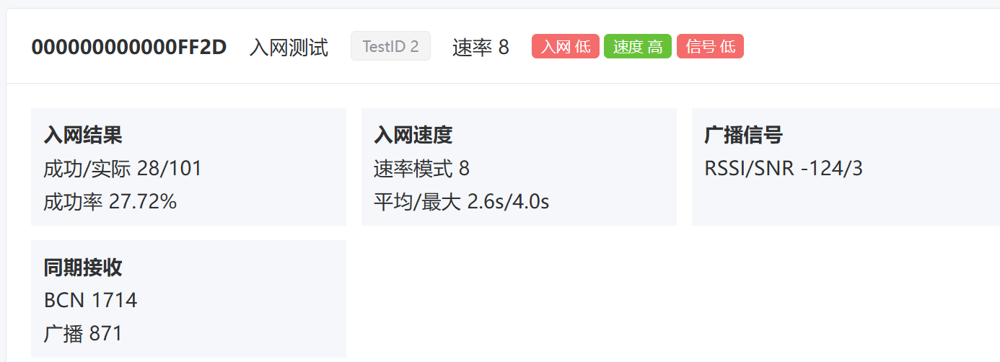 000000000000FF2D 入网测试 TestID 2 速率 8 入网 低 速度 高 信号 低
入网结果
成功/实际 28/101
成功率 27.72%
入网速度
速率模式 8
平均/最大 2.6s/4.0s
广播信号
RSSI/SNR -124/3
同期接收
BCN 1714
广播 871